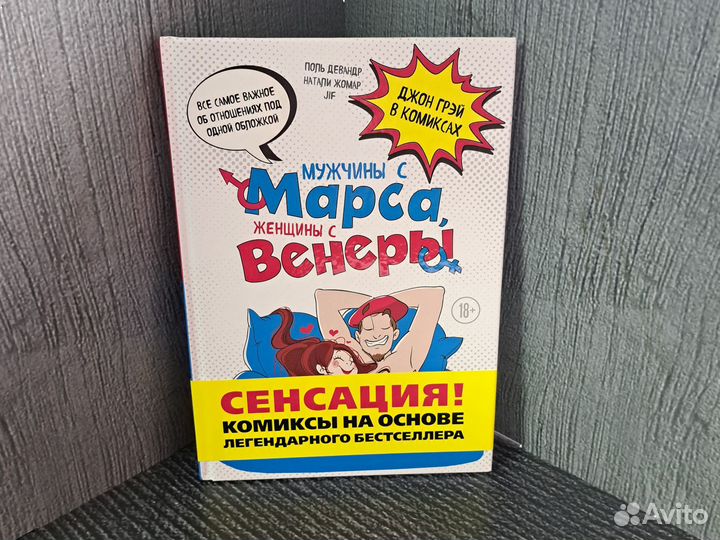 ПОЛЬ ДЕВАНДР
НАТАЛИ ЖОМАР
JIF
ВСЕ САМОЕ ВАЖНОЕ
ОБ ОТНОШЕНИЯХ ПОД
ОДНОЙ ОБЛОЖКОЙ
ДЖОН ГРЭЙ
В КОМИКСАХ
МУЖЧИНЫ С
Марса,
ЖЕНЩИНЫ С
Венеры
18+
СЕНСАЦИЯ!
КОМИКСЫ НА ОСНОВЕ
ЛЕГЕНДАРНОГО БЕСТСЕЛЛЕРА
Avito